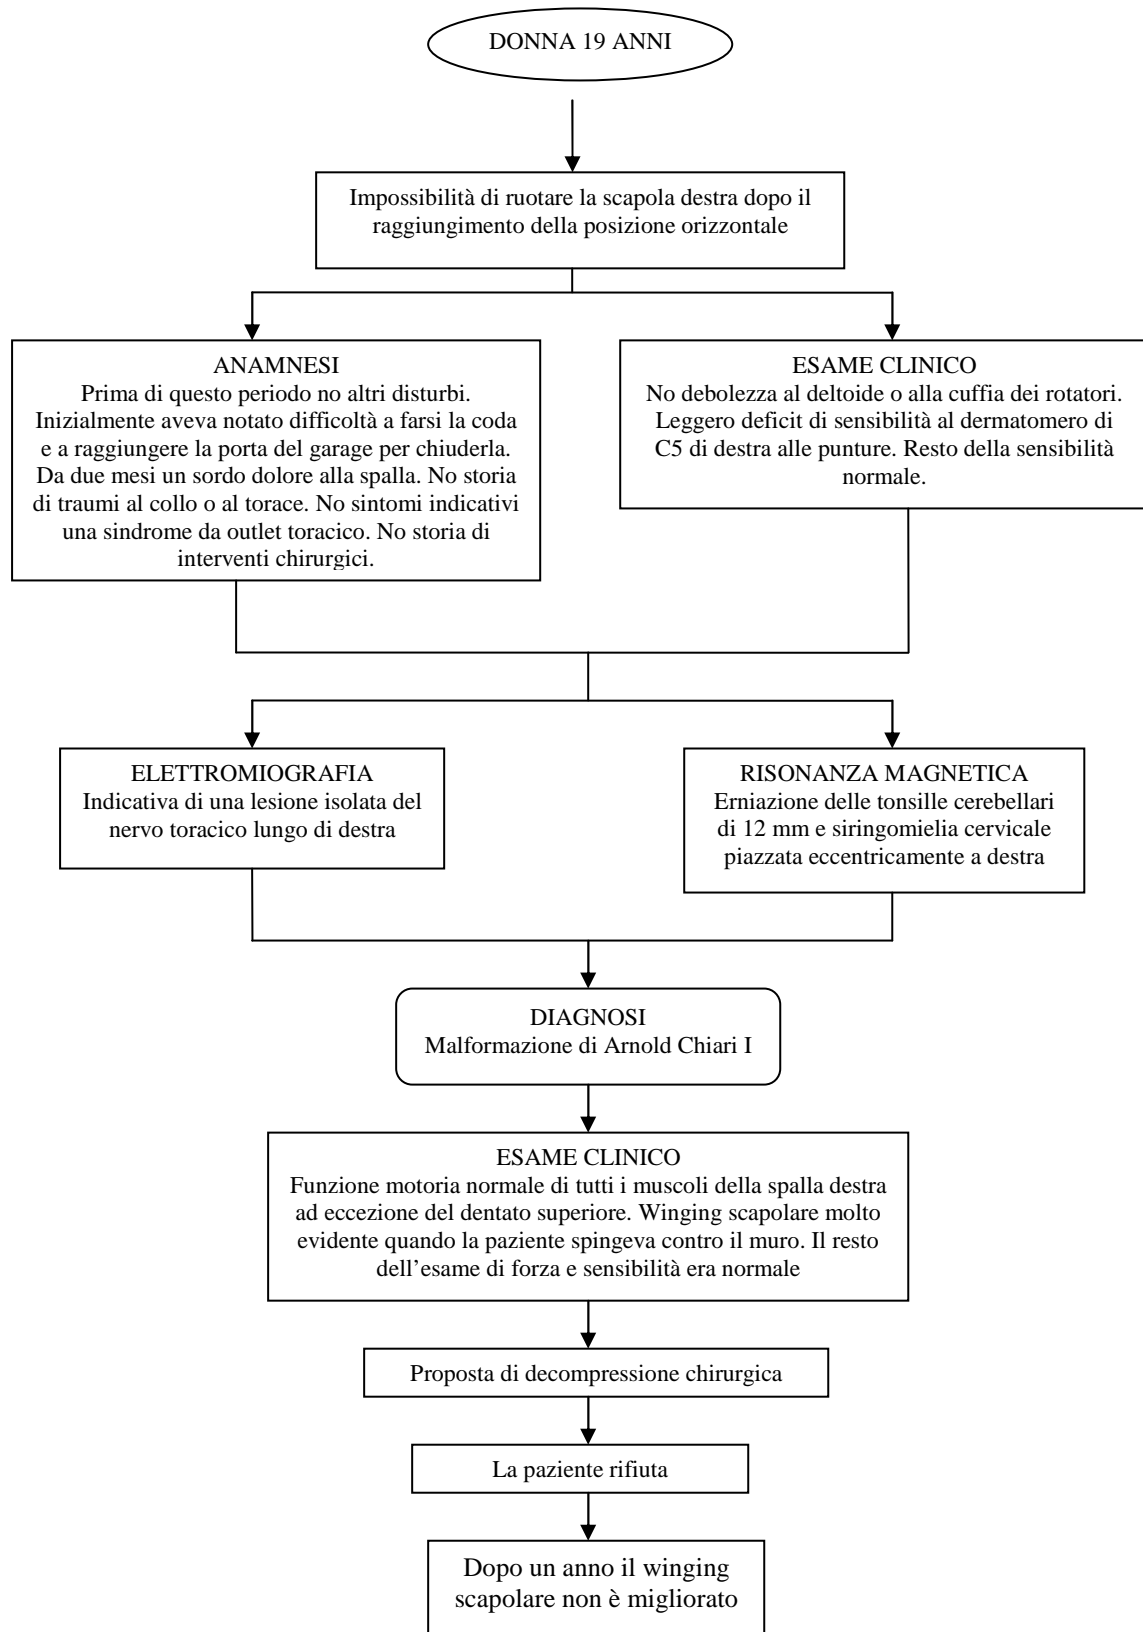 DONNA 19 ANNI
Impossibilità di ruotare la scapola destra dopo il
raggiungimento della posizione orizzontale
ANAMNESI
Prima di questo periodo no altri disturbi.
Inizialmente aveva notato difficoltà a farsi la coda
e a raggiungere la porta del garage per chiuderla.
Da due mesi un sordo dolore alla spalla. No storia
di traumi al collo o al torace. No sintomi indicativi
una sindrome da outlet toracico. No storia di
interventi chirurgici.
ESAME CLINICO
No debolezza al deltoide o alla cuffia dei rotatori.
Leggero deficit di sensibilità al dermatomero di
C5 di destra alle punture. Resto della sensibilità
normale.
ELETTROMIOGRAFIA
Indicativa di una lesione isolata del
nervo toracico lungo di destra
RISONANZA MAGNETICA
Erniazione delle tonsille cerebellari
di 12 mm e siringomielia cervicale
piazzata eccentricamente a destra
DIAGNOSI
Malformazione di Arnold Chiari I
ESAME CLINICO
Funzione motoria normale di tutti i muscoli della spalla destra
ad eccezione del dentato superiore. Winging scapolare molto
evidente quando la paziente spingeva contro il muro. Il resto
dell'esame di forza e sensibilità era normale
Proposta di decompressione chirurgica
La paziente rifiuta
Dopo un anno il winging
scapolare non è migliorato